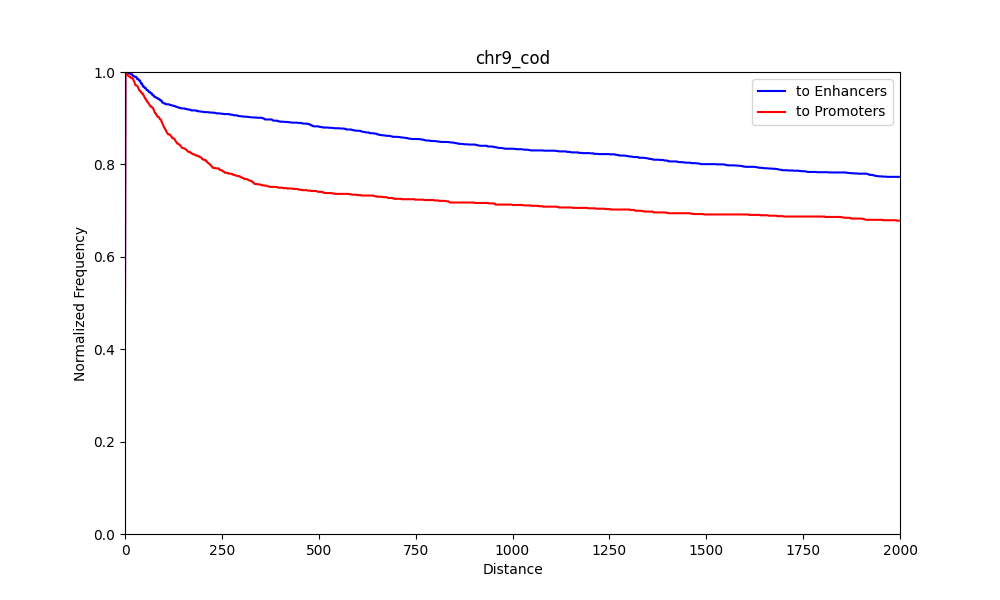 chr9_cod
1.0
0.8
0.6
0.4
0.2
0.0
Normalized Frequency
to Enhancers
to Promoters
0 250 500 750 1000 1250 1500 1750 2000
Distance